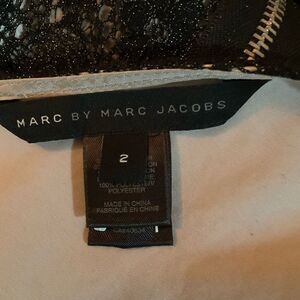 MARC BY MARC JACOBS
2
100% POLYESTER
POLYESTER
MADE IN CHINA
FABRIQUÉ EN CHINE